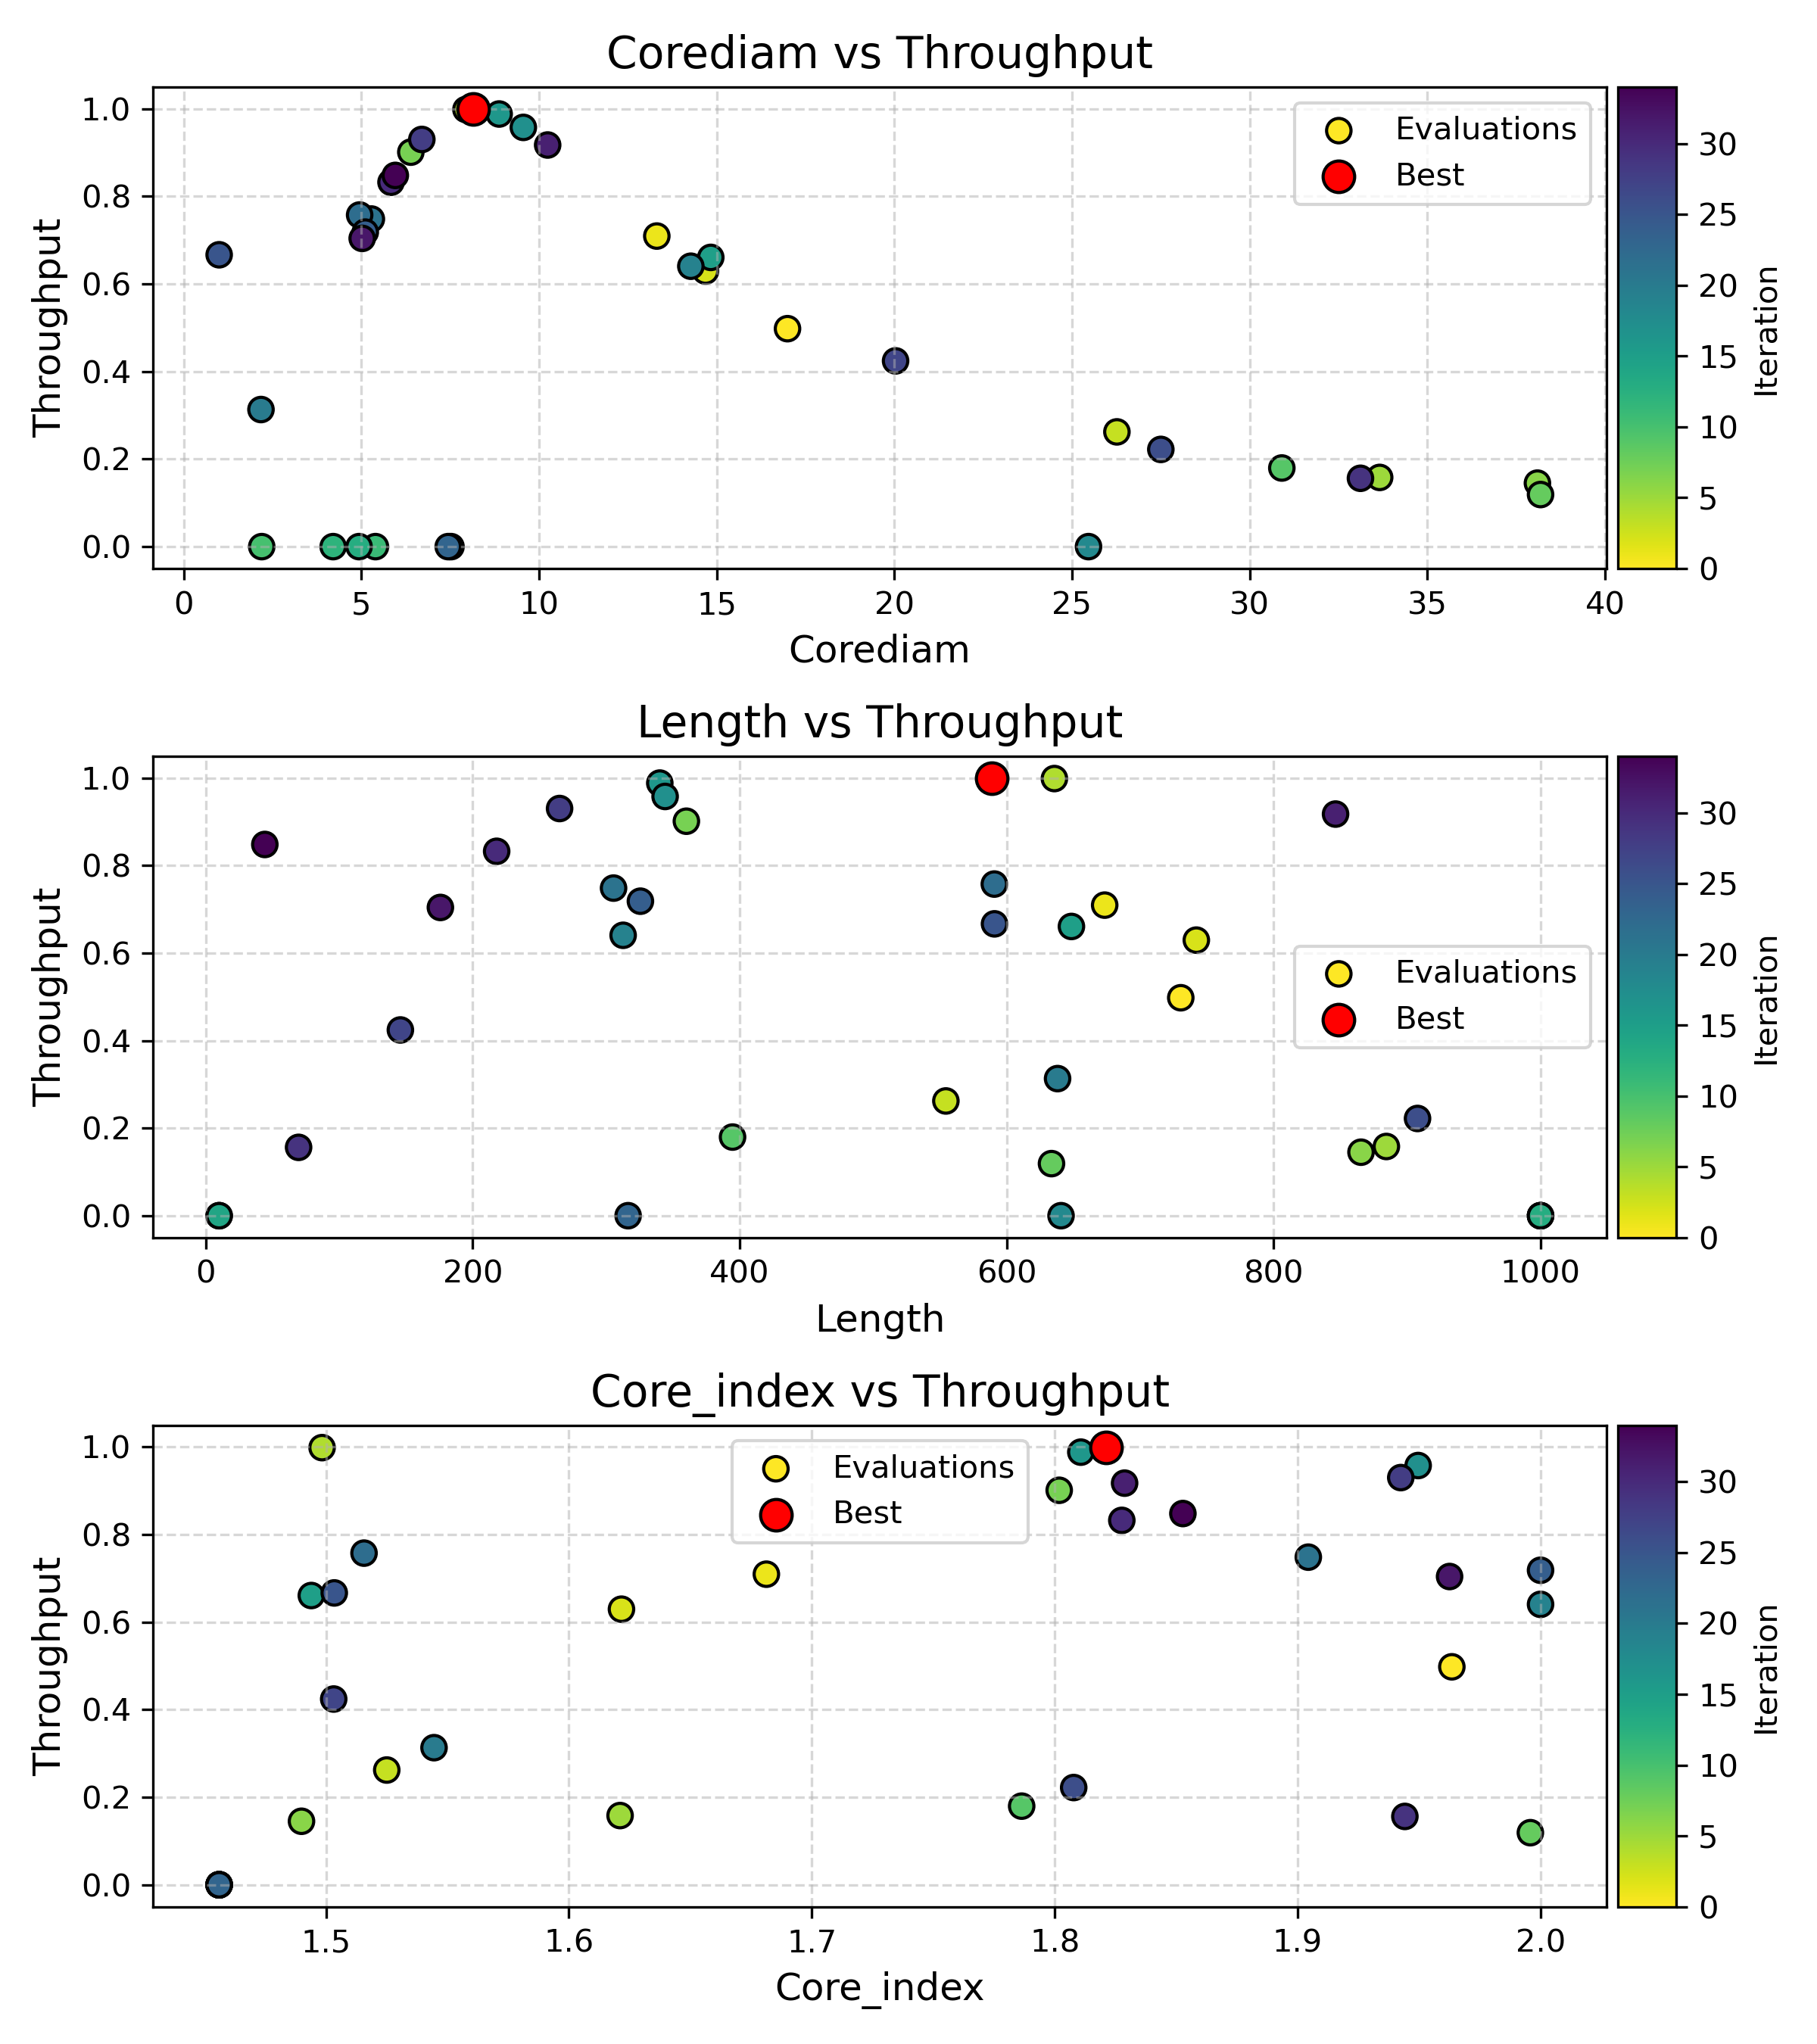 Corediam vs Throughput
1.0
0.8
0.6
0.4
0.2
0.0
Throughput
0 5 10 15 20 25 30 35 40
Corediam
Evaluations
Best
30
25
20
15
10
5
0
Iteration
Length vs Throughput
1.0
0.8
0.6
0.4
0.2
0.0
Throughput
0 200 400 600 800 1000
Length
Evaluations
Best
30
25
20
15
10
5
0
Iteration
Core_index vs Throughput
1.0
0.8
0.6
0.4
0.2
0.0
Throughput
1.5 1.6 1.7 1.8 1.9 2.0
Core_index
Evaluations
Best
30
25
20
15
10
5
0
Iteration